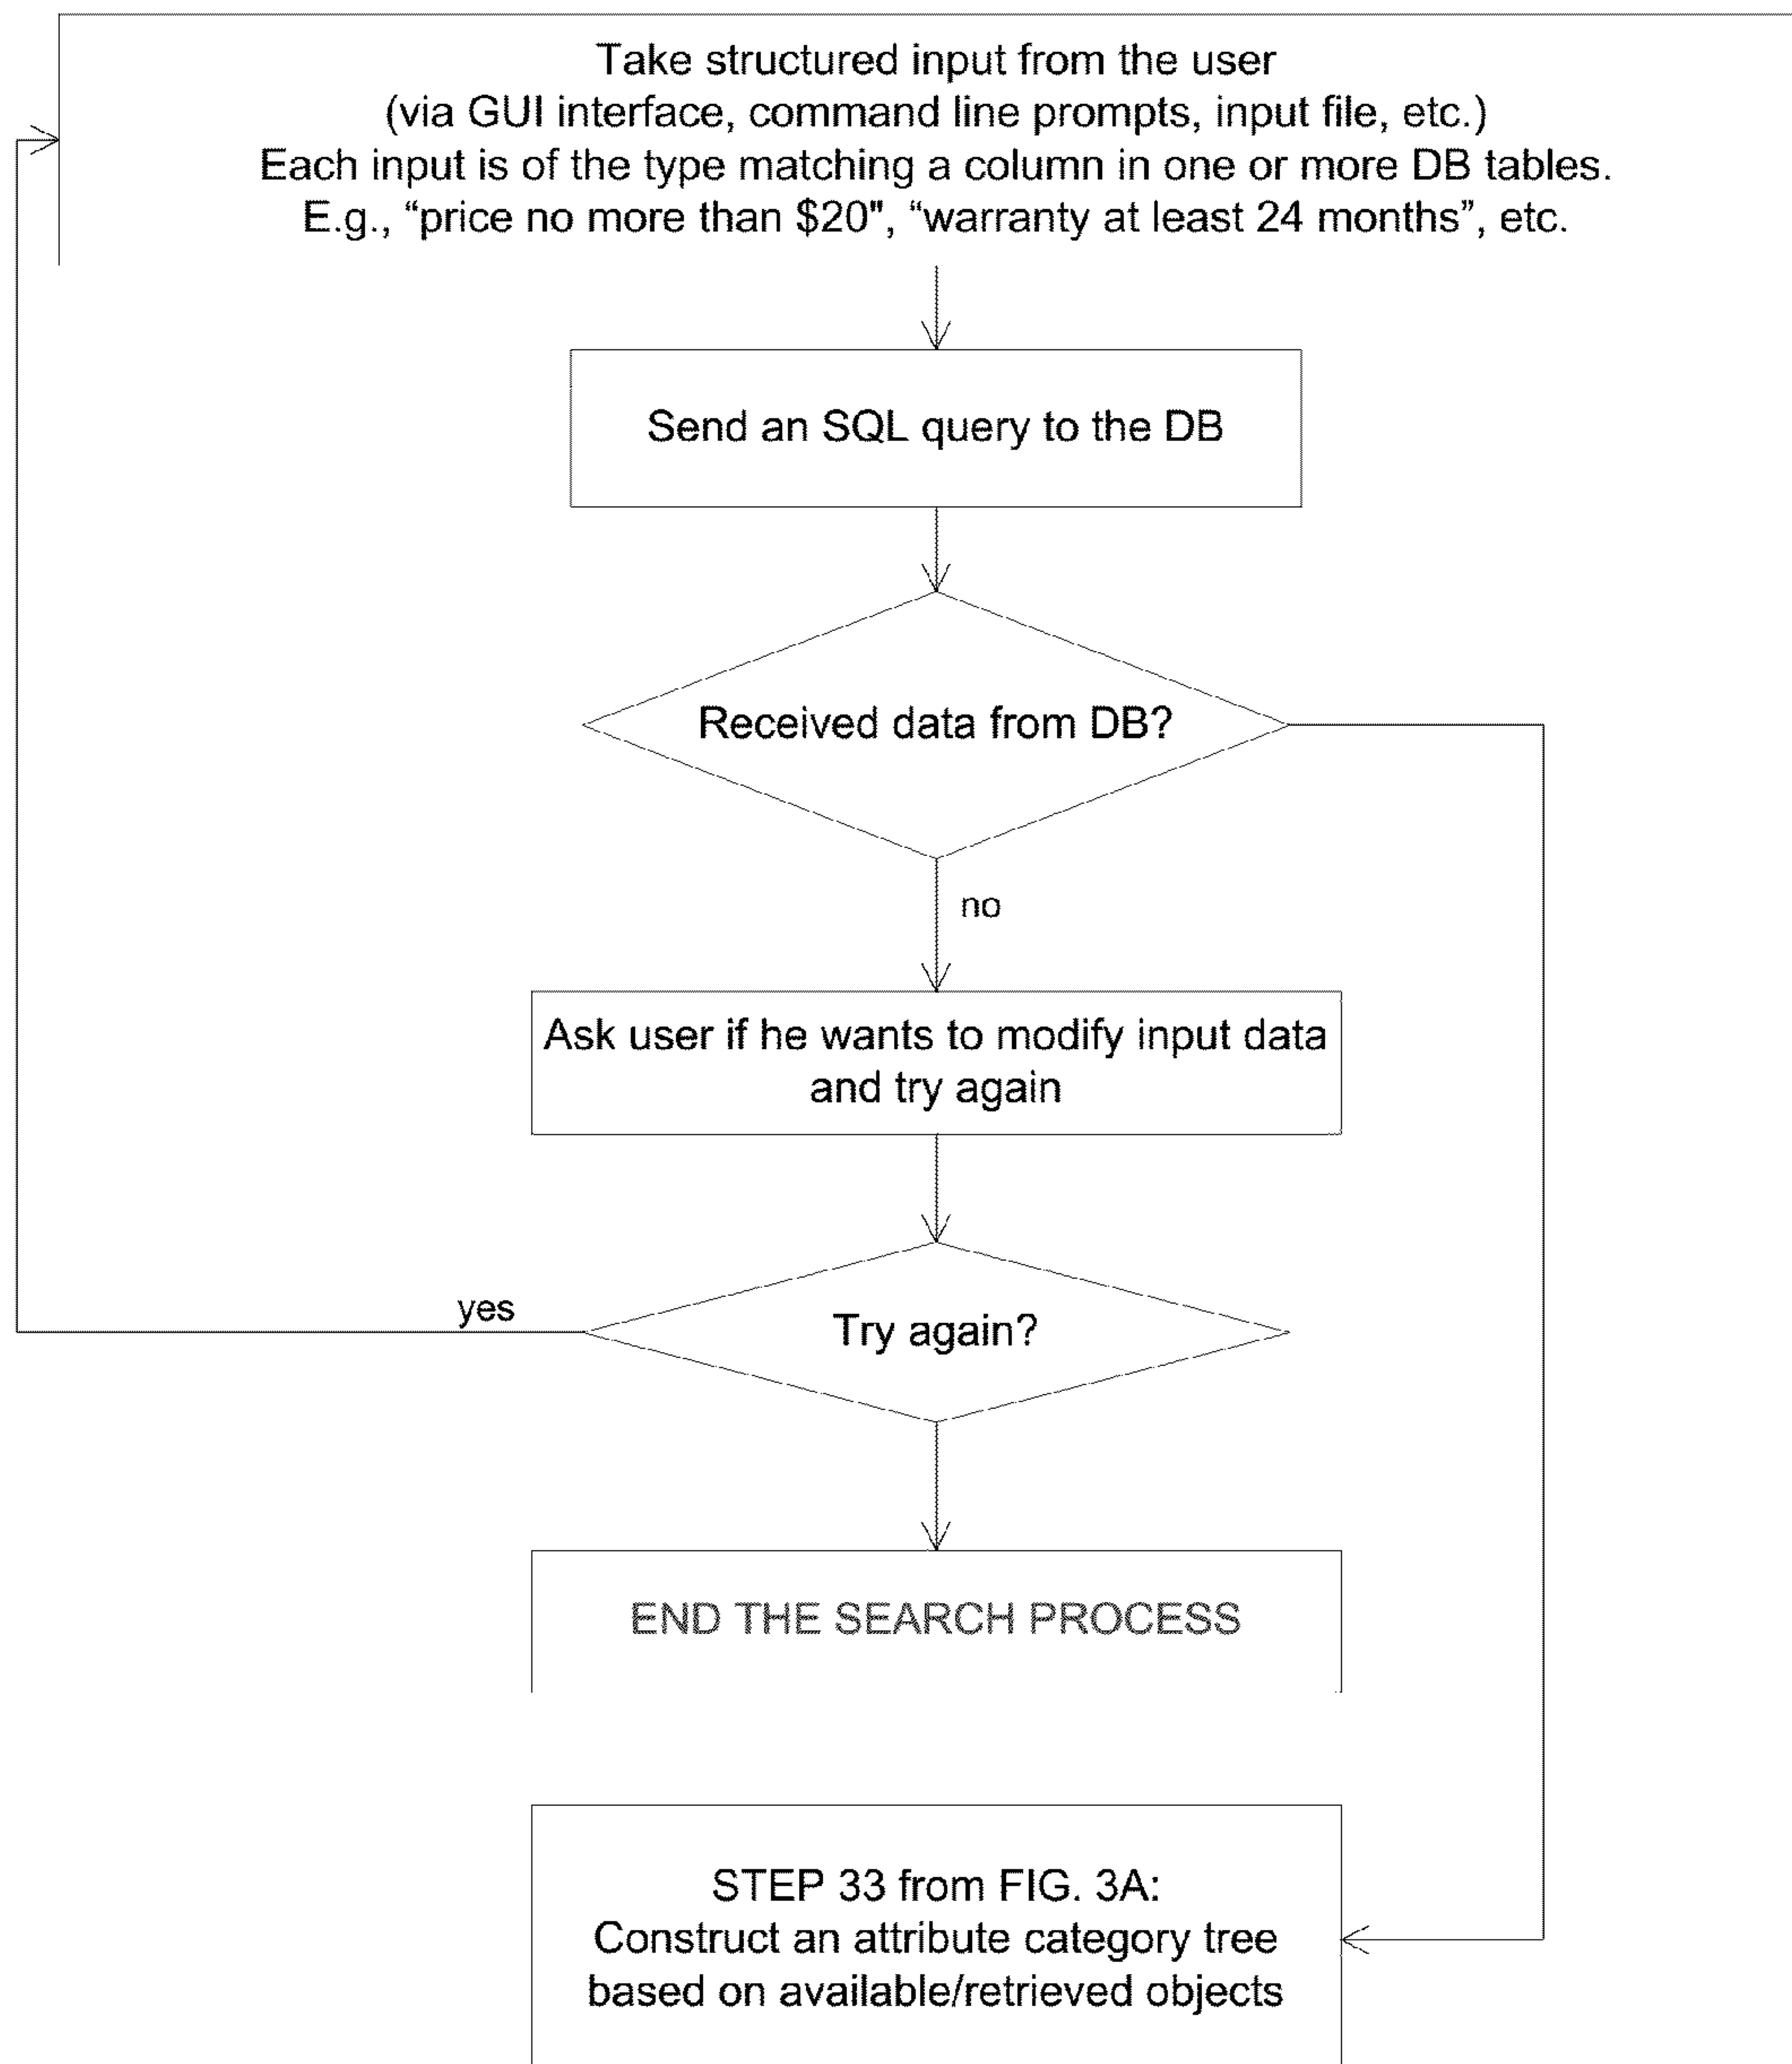 Take structured input from the user
(via GUI interface, command line prompts, input file, etc.)
Each input is of the type matching a column in one or more DB tables.
E.g., “price no more than $20", “warranty at least 24 months”, etc.
Send an SQL query to the DB
Received data from DB?
no
Ask user if he wants to modify input data
and try again
yes
Try again?
END THE SEARCH PROCESS
STEP 33 from FIG. 3A:
Construct an attribute category tree
based on available/retrieved objects